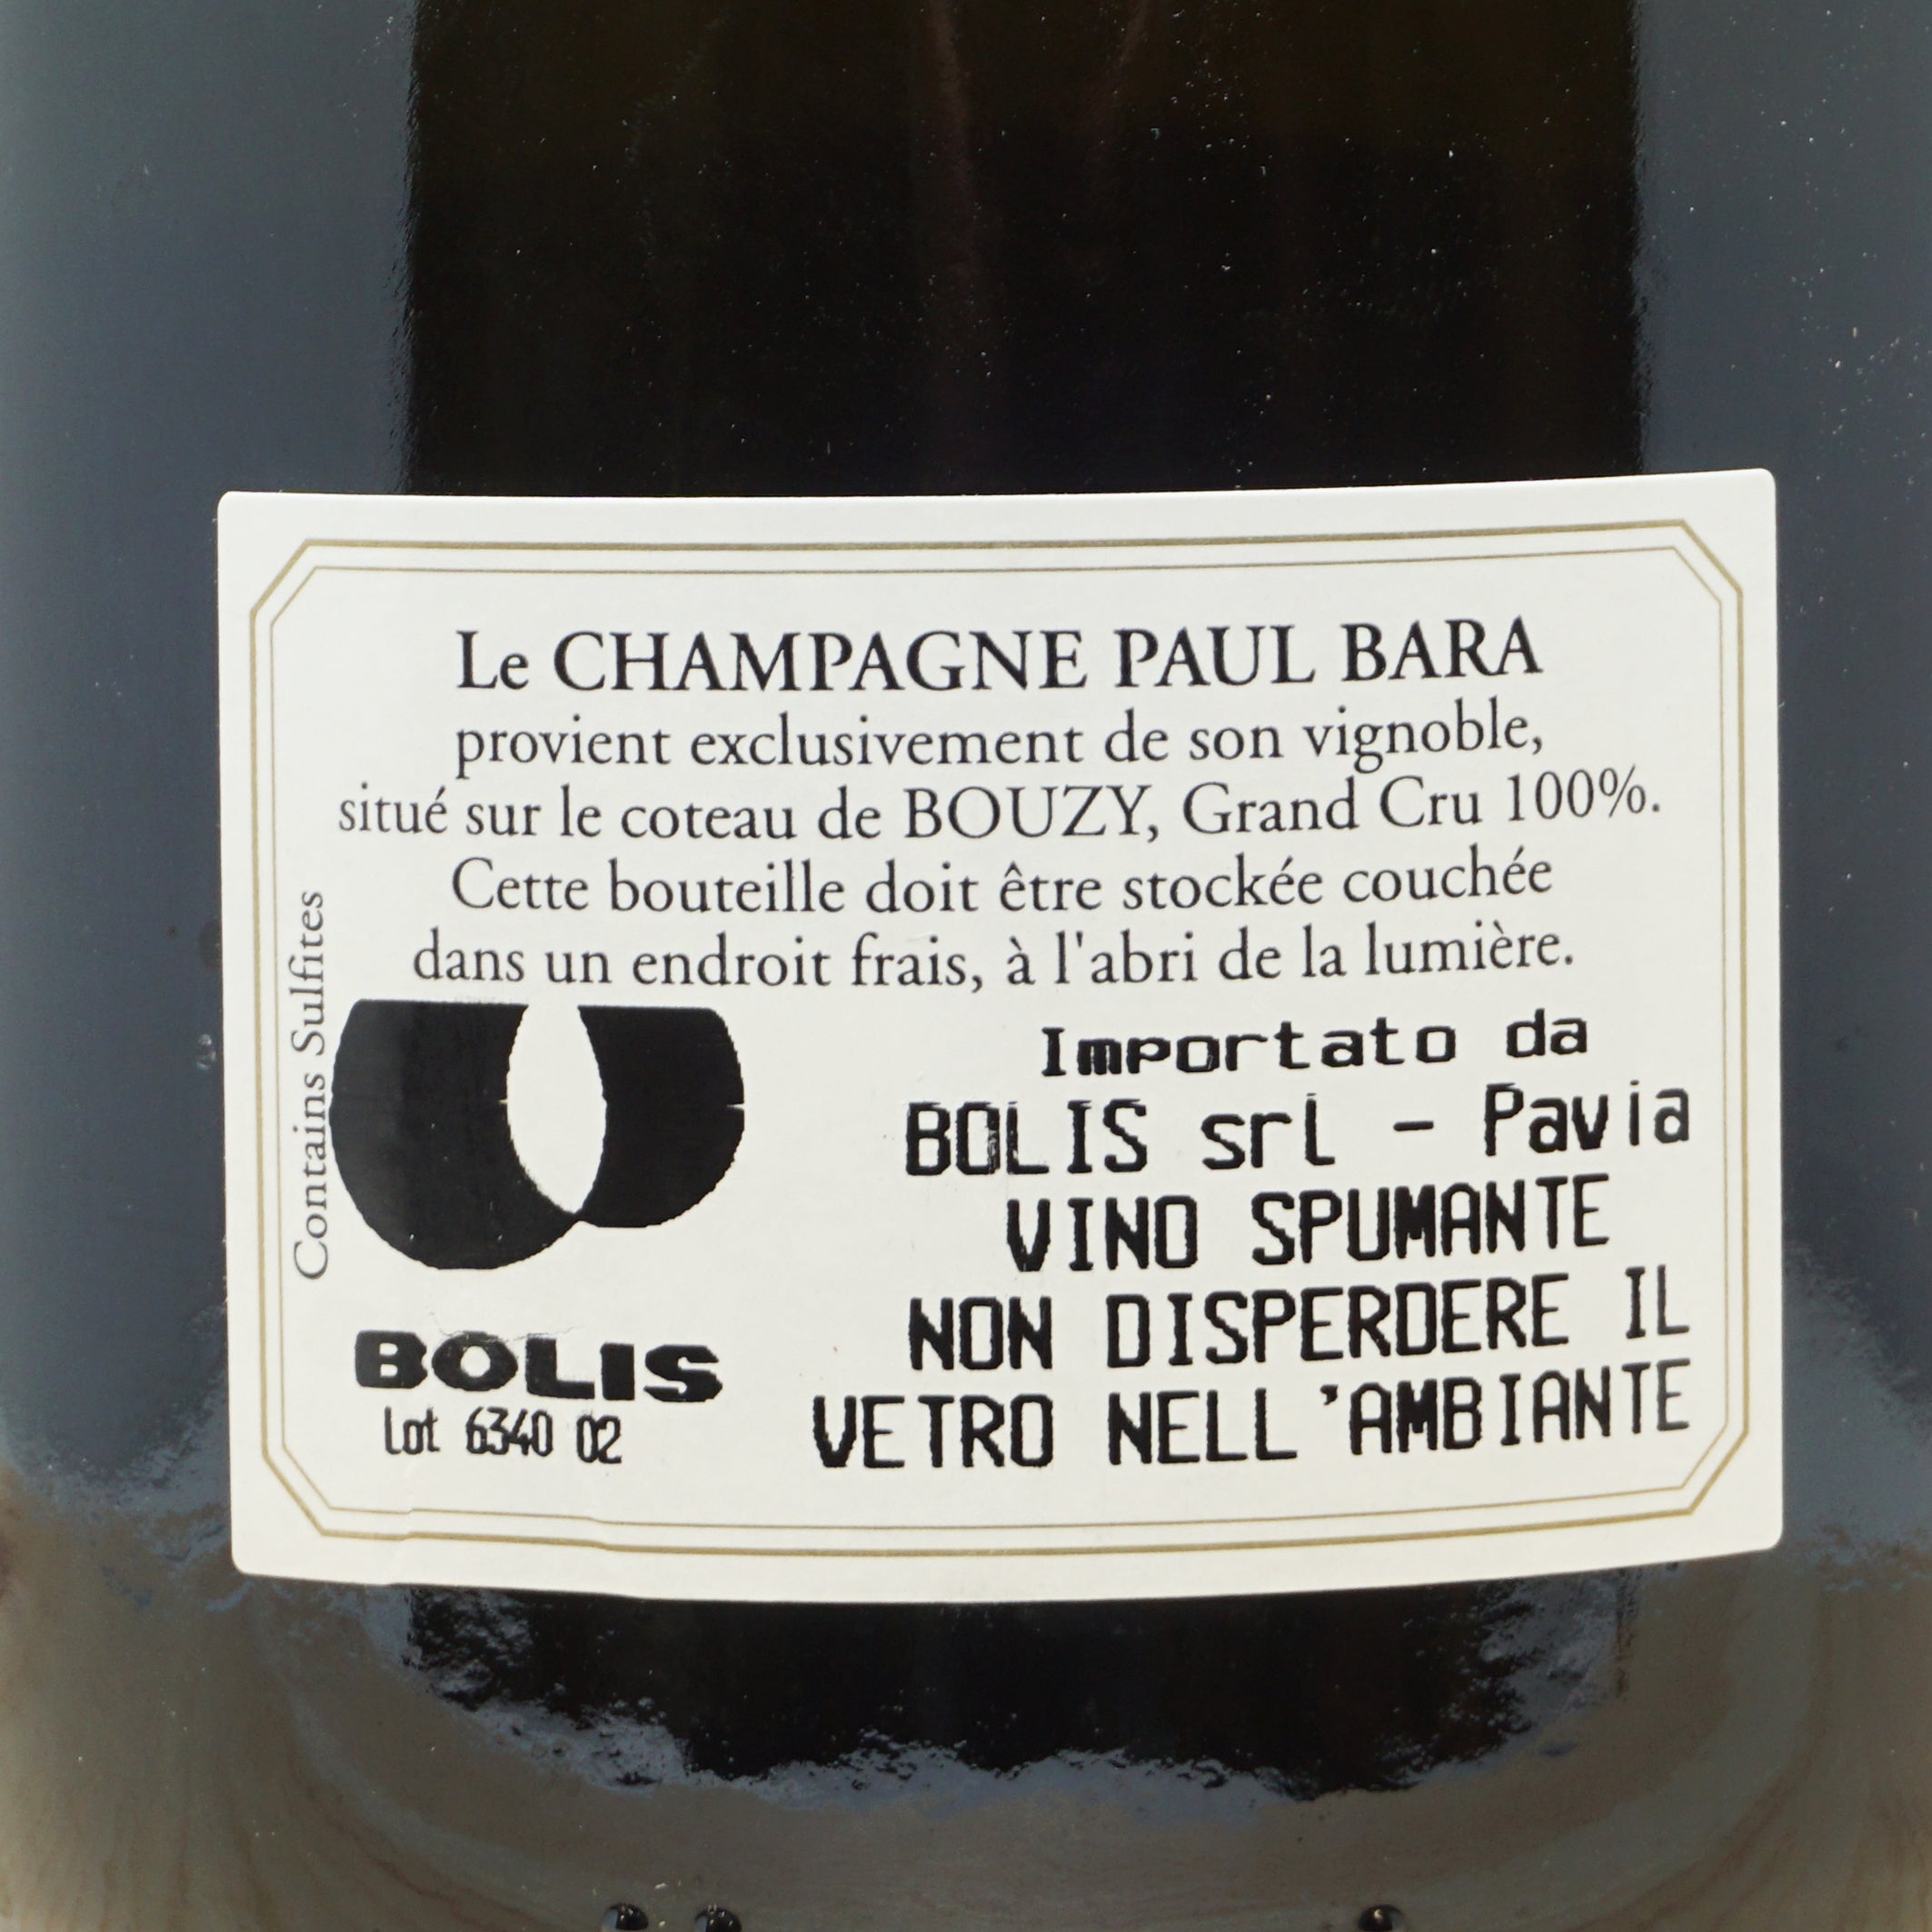 Le CHAMPAGNE PAUL BARA
provient exclusivement de son vignoble,
situé sur le coteau de BOUZY, Grand Cru 100%.
Cette bouteille doit être stockée couchée
dans un endroit frais, à l'abri de la lumière.
Contains Sulfites
BOLIS
Lot 6340 02
Importato da
BOLIS srl - Pavia
VINO SPUMANTE
NON DISPERDERE IL
VETRO NELL'AMBIANTE